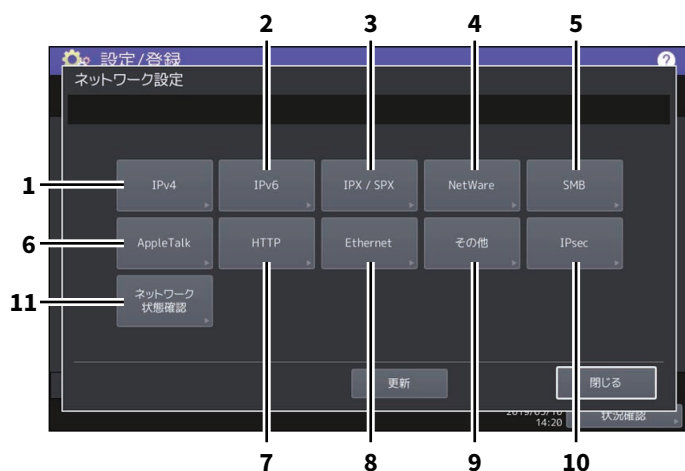 2 3 4 5
設定/登録 ?
ネットワーク設定
1 IPv4 IPv6 IPX / SPX NetWare SMB
6 AppleTalk HTTP Ethernet その他 IPsec
11 ネットワーク
状態確認
更新 閉じる
14:20 状況確認
7 8 9 10